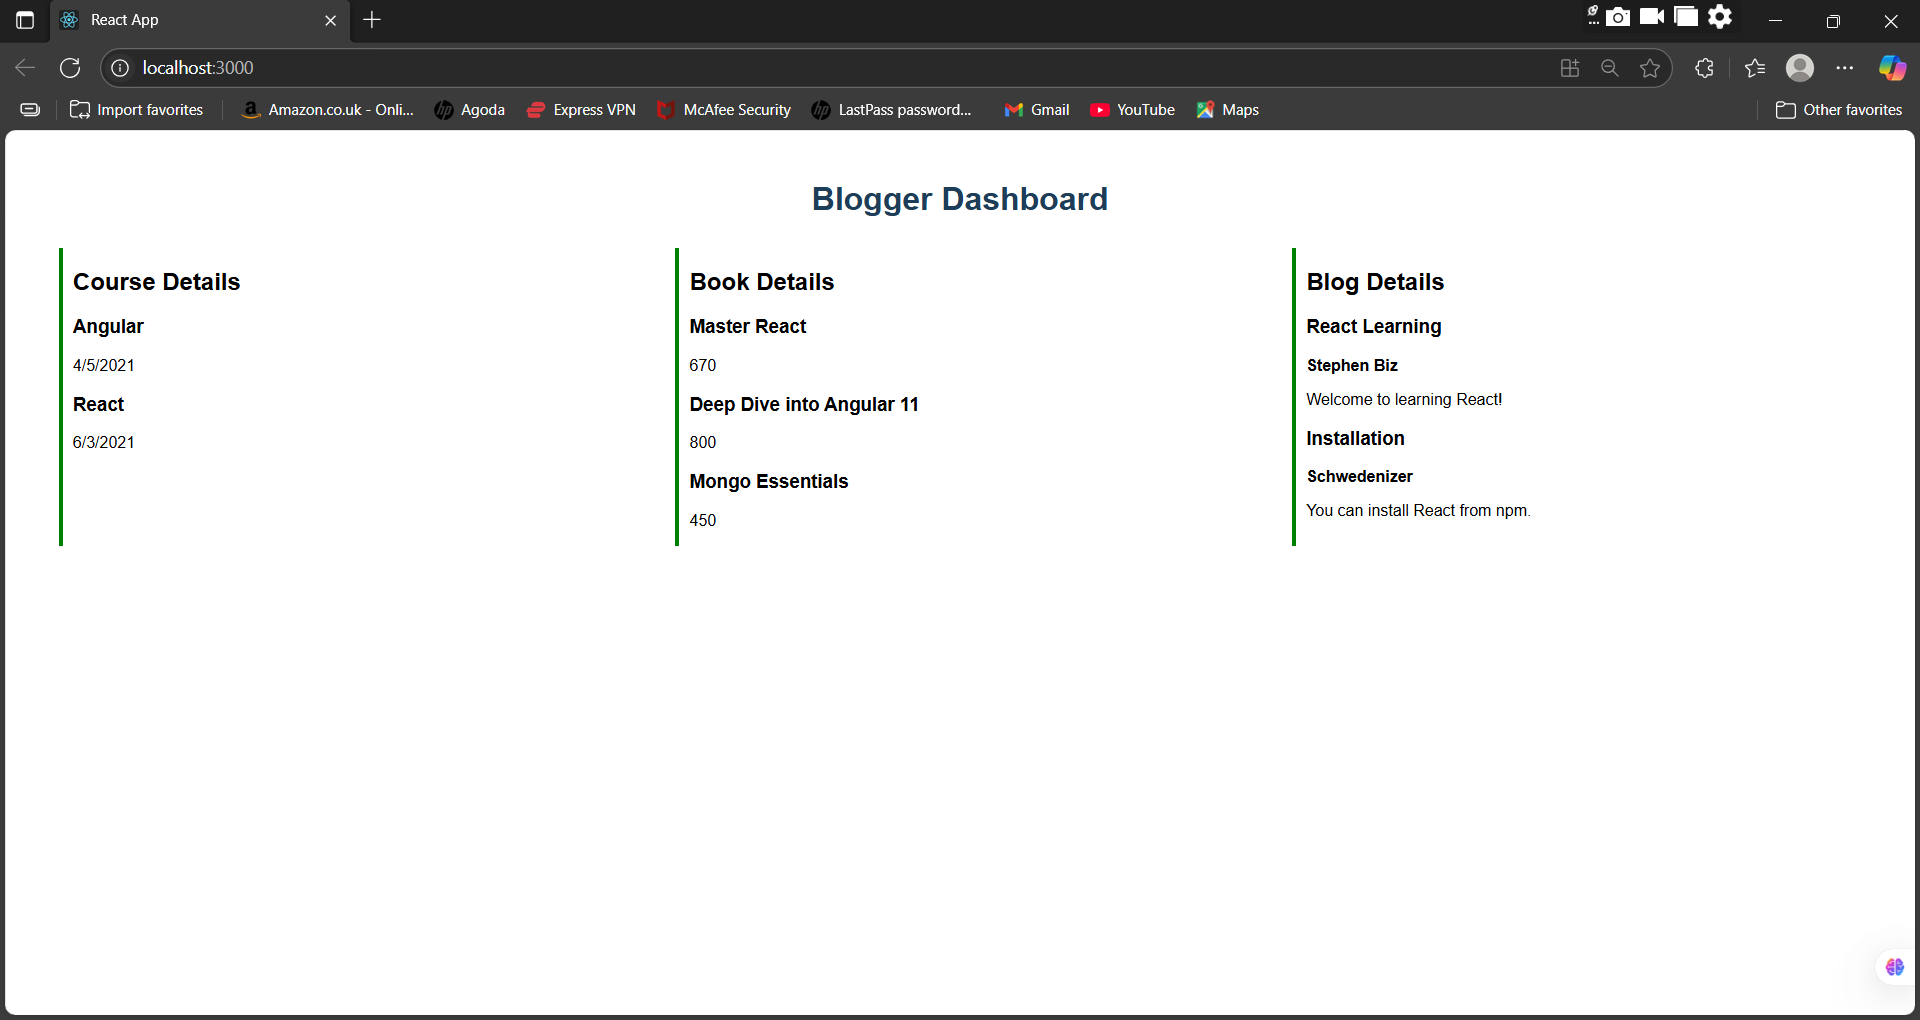 React App
localhost:3000
Import favorites
Amazon.co.uk - Onli...
Agoda
Express VPN
McAfee Security
LastPass password...
Gmail
YouTube
Maps
Other favorites
Blogger Dashboard
Course Details
Angular
4/5/2021
React
6/3/2021
Book Details
Master React
670
Deep Dive into Angular 11
800
Mongo Essentials
450
Blog Details
React Learning
Stephen Biz
Welcome to learning React!
Installation
Schwedenizer
You can install React from npm.